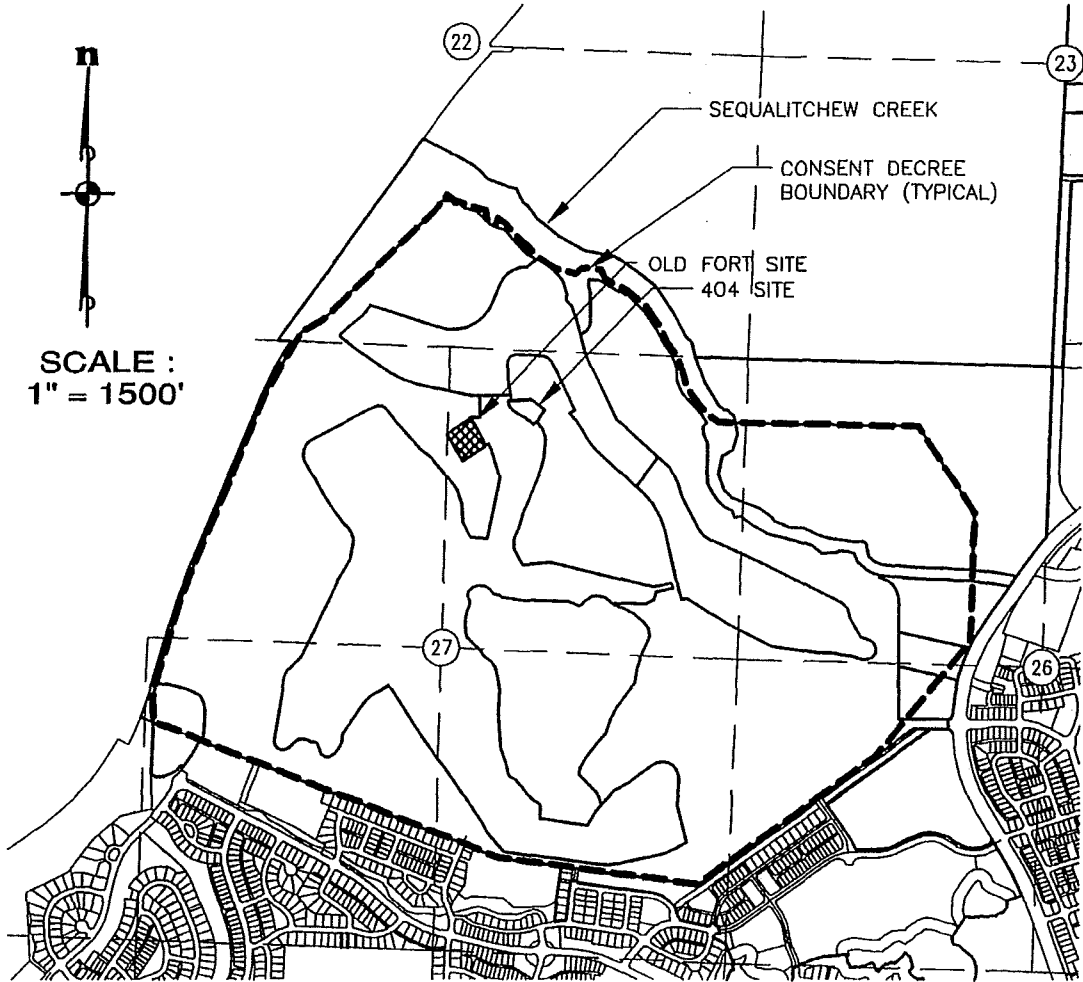 n
22
23
SEQUALITCHEW CREEK
CONSENT DECREE
BOUNDARY (TYPICAL)
OLD FORT SITE
404 SITE
SCALE :
1" = 1500'
27
26